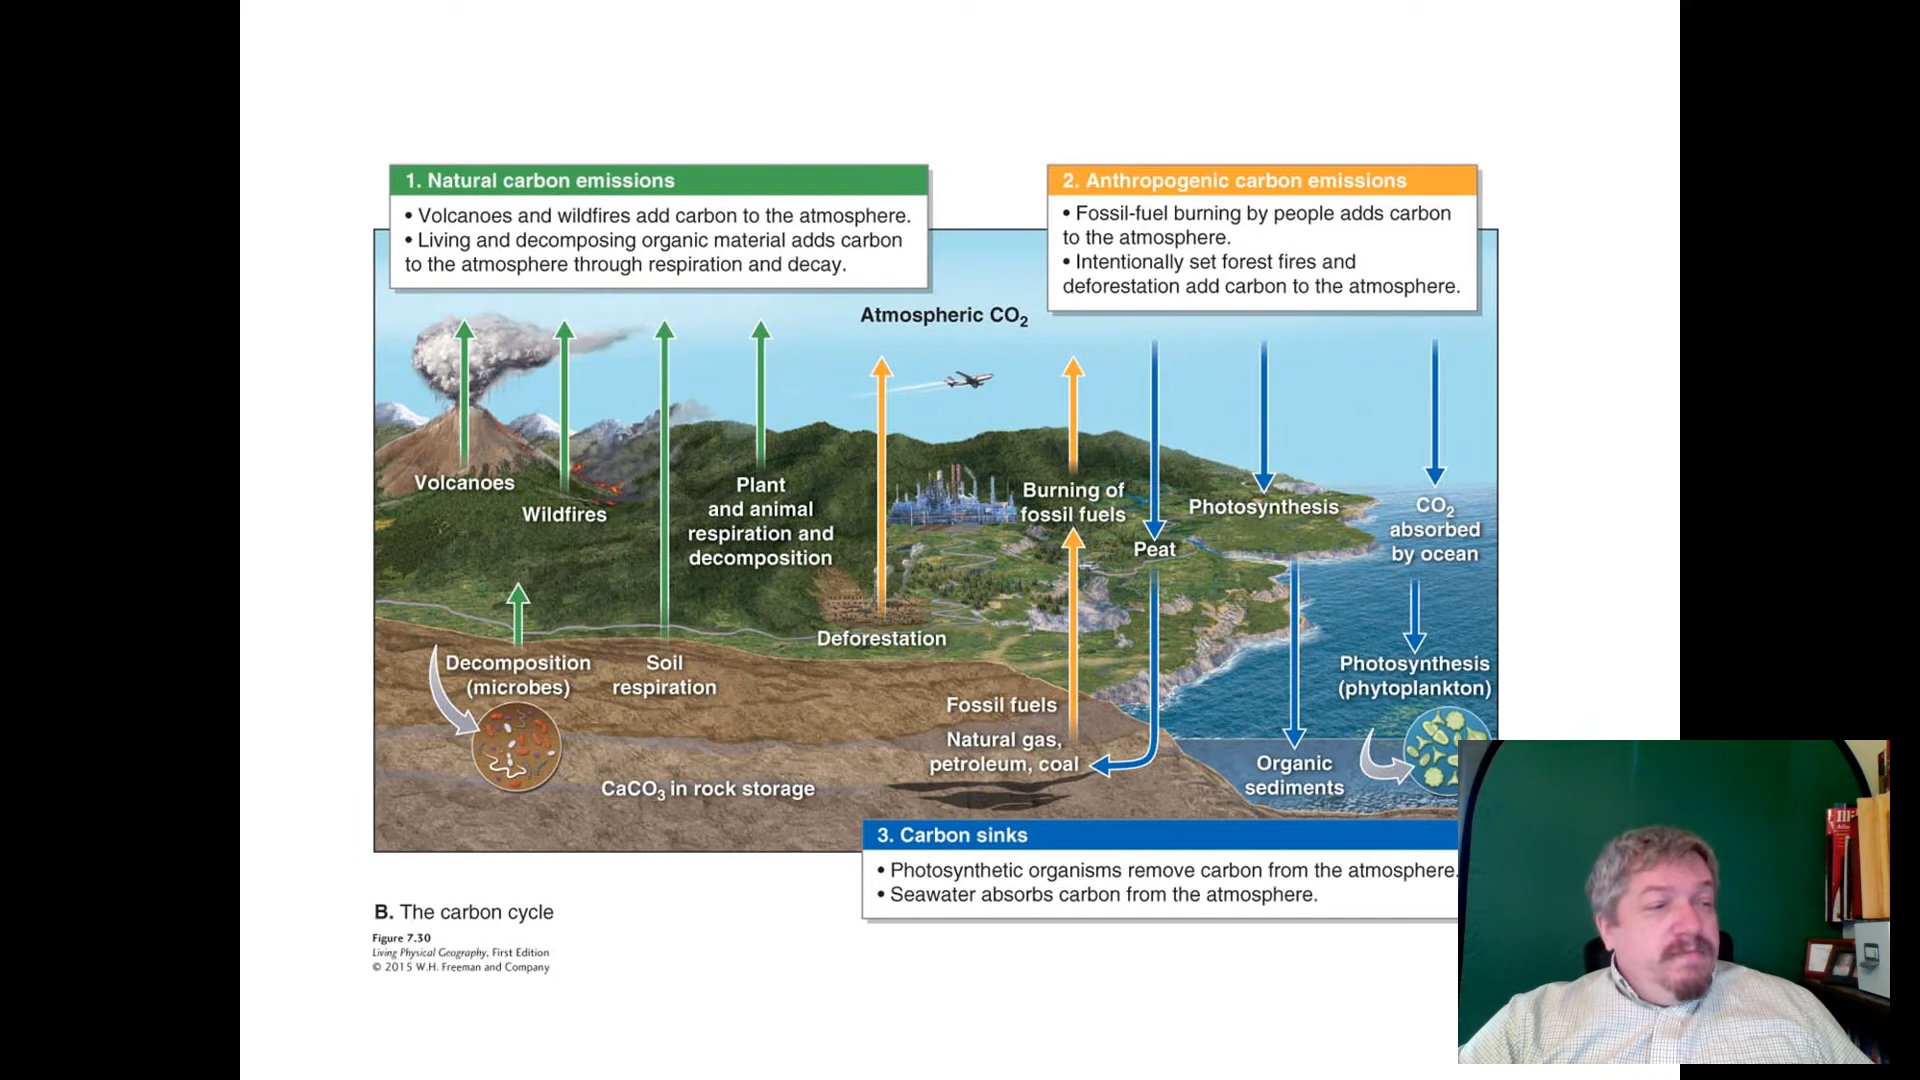 1. Natural carbon emissions
• Volcanoes and wildfires add carbon to the atmosphere.
• Living and decomposing organic material adds carbon
to the atmosphere through respiration and decay.
2. Anthropogenic carbon emissions
• Fossil-fuel burning by people adds carbon
to the atmosphere.
• Intentionally set forest fires and
deforestation add carbon to the atmosphere.
Atmospheric CO₂
Volcanoes
Wildfires
Plant
and animal
respiration and
decomposition
Burning of
fossil fuels
Peat
Photosynthesis
CO₂
absorbed
by ocean
Deforestation
Decomposition
(microbes)
Soil
respiration
Photosynthesis
(phytoplankton)
Fossil fuels
Natural gas,
petroleum, coal
Organic
sediments
CaCO₃ in rock storage
3. Carbon sinks
• Photosynthetic organisms remove carbon from the atmosphere.
• Seawater absorbs carbon from the atmosphere.
B. The carbon cycle
Figure 7.30
Living Physical Geography, First Edition
© 2015 W.H. Freeman and Company